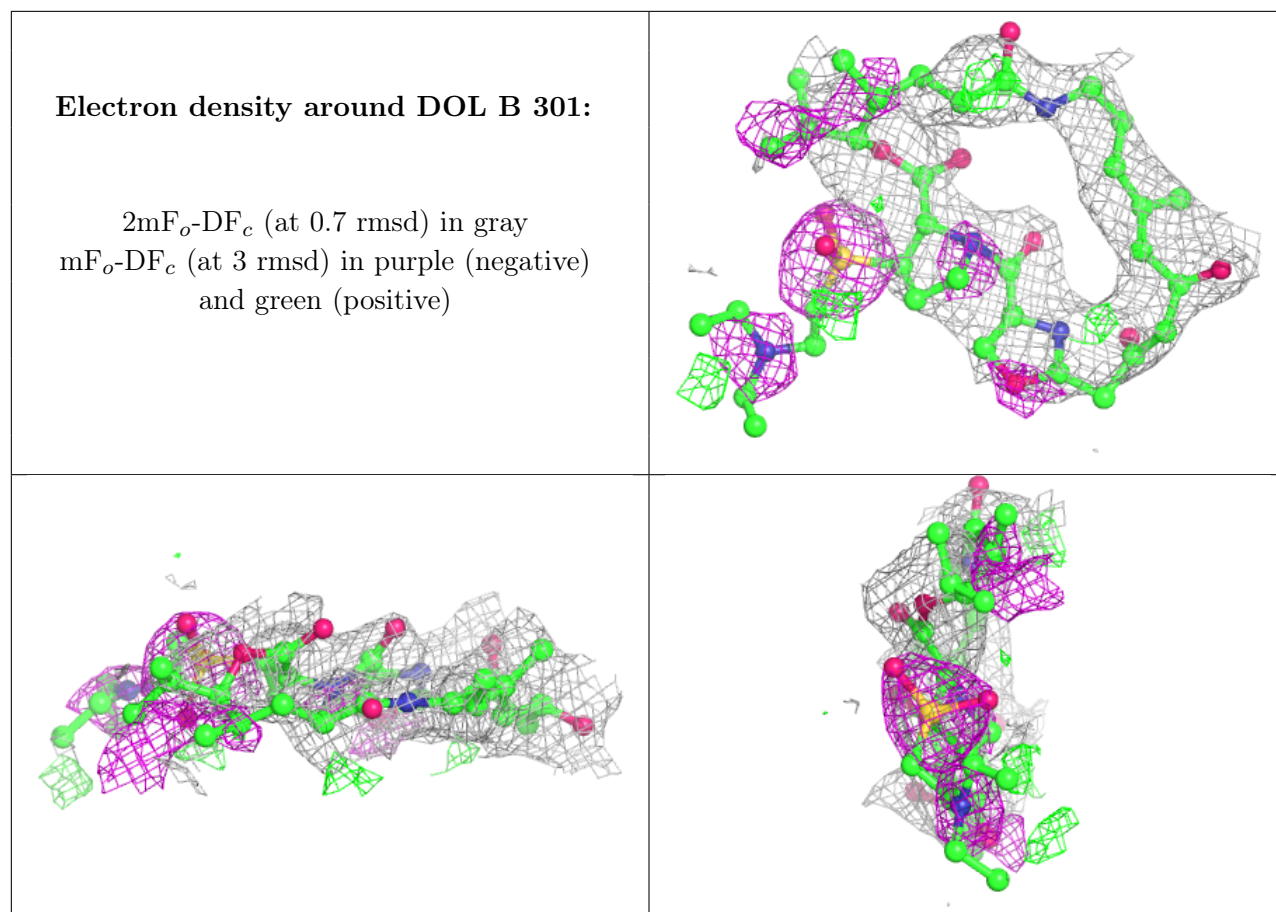 Electron density around DOL B 301:
2mFₒ-DF𝒸 (at 0.7 rmsd) in gray
mFₒ-DF𝒸 (at 3 rmsd) in purple (negative)
and green (positive)